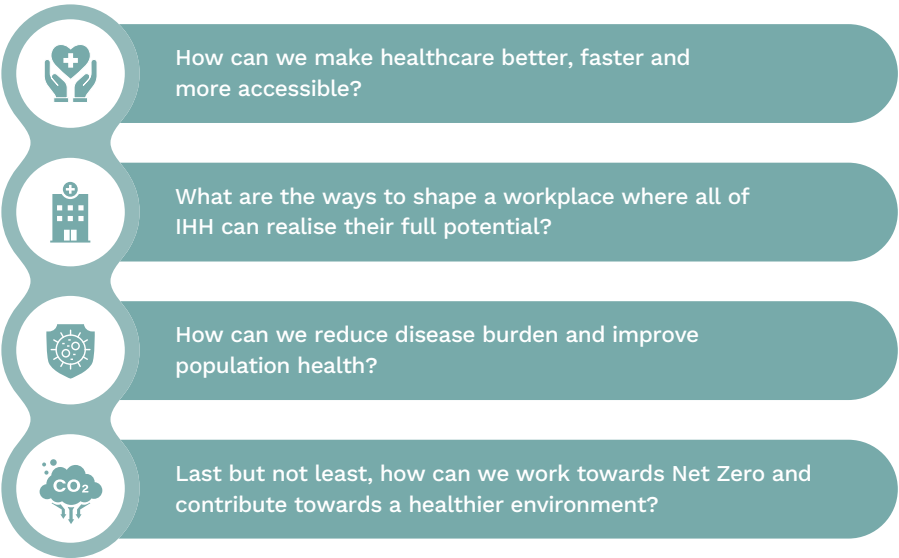 How can we make healthcare better, faster and
more accessible?
What are the ways to shape a workplace where all of
IHH can realise their full potential?
How can we reduce disease burden and improve
population health?
CO₂
Last but not least, how can we work towards Net Zero and
contribute towards a healthier environment?